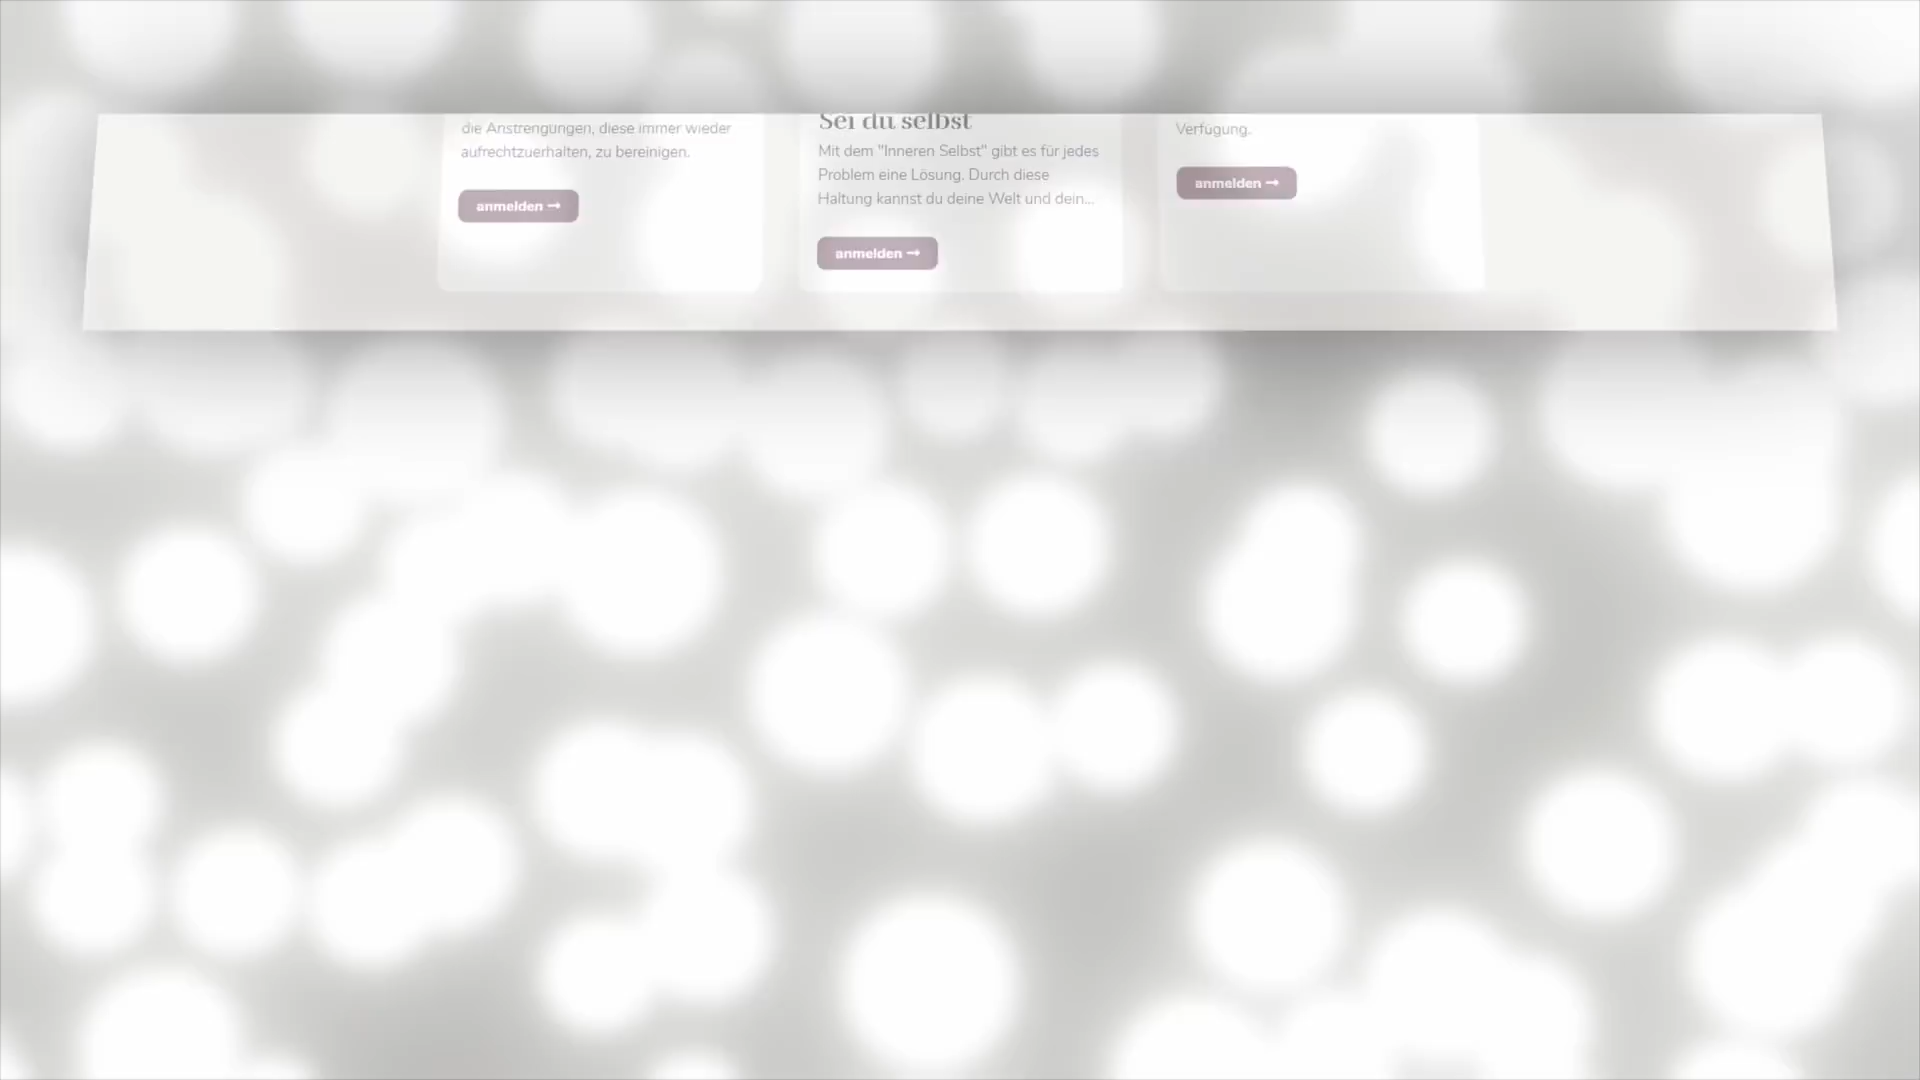 die Anstrengungen, diese immer wieder
aufrechtzuerhalten, zu bereinigen.
anmelden →
Sei du selbst
Mit dem "Inneren Selbst" gibt es für jedes
Problem eine Lösung. Durch diese
Haltung kannst du deine Welt und dein...
anmelden →
Verfügung.
anmelden →